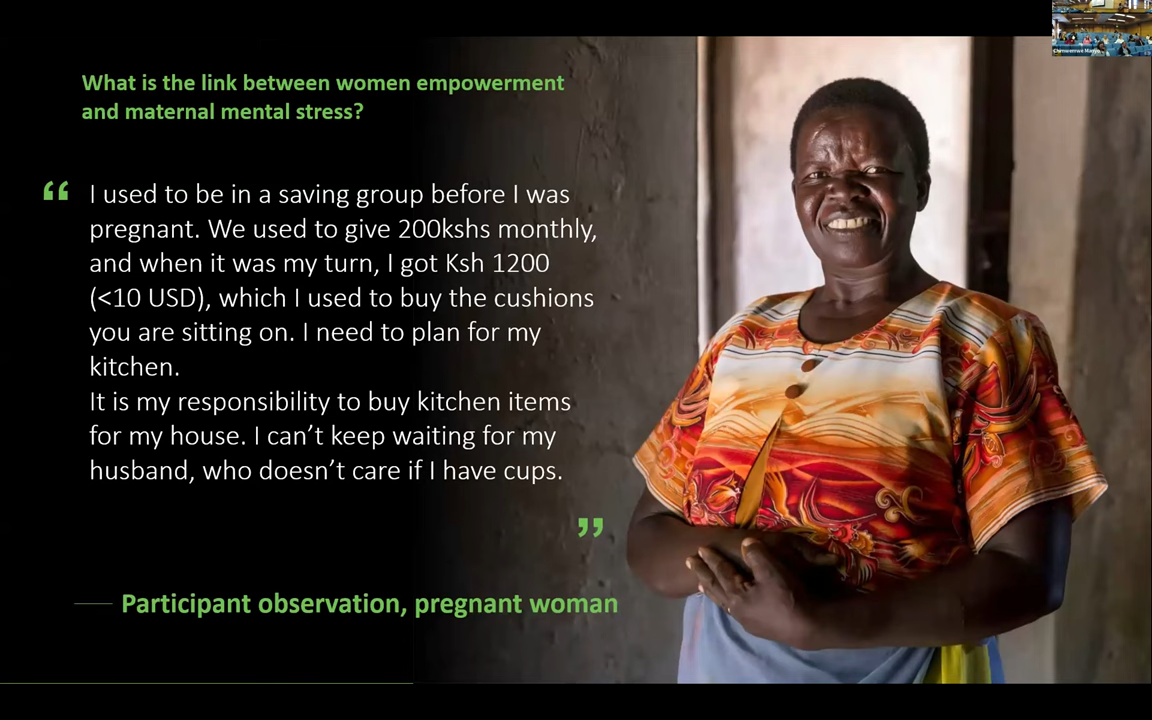 What is the link between women empowerment
and maternal mental stress?
“ I used to be in a saving group before I was
pregnant. We used to give 200kshs monthly,
and when it was my turn, I got Ksh 1200
(<10 USD), which I used to buy the cushions
you are sitting on. I need to plan for my
kitchen.
It is my responsibility to buy kitchen items
for my house. I can’t keep waiting for my
husband, who doesn’t care if I have cups.
”
Participant observation, pregnant woman